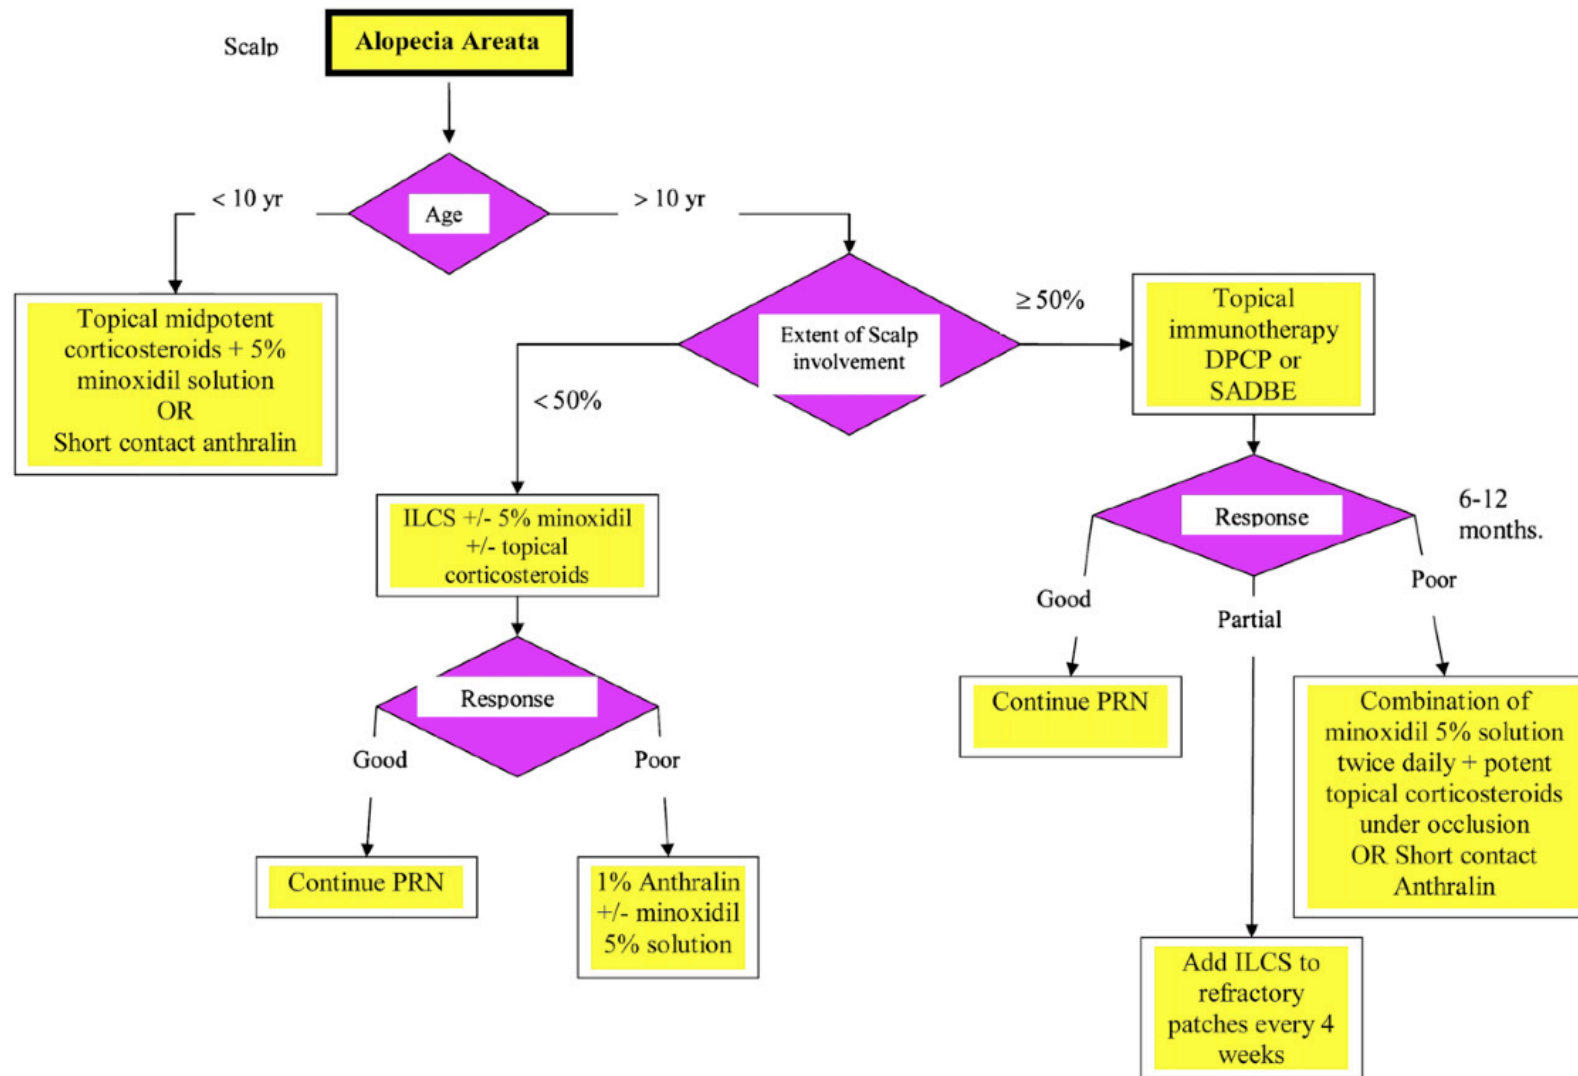 Scalp
Alopecia Areata
< 10 yr
Age
> 10 yr
Topical midpotent
corticosteroids + 5%
minoxidil solution
OR
Short contact anthralin
Extent of Scalp
involvement
≥ 50%
Topical
immunotherapy
DPCP or
SADBE
< 50%
ILCS +/- 5% minoxidil
+/- topical
corticosteroids
Response
6-12
months.
Good
Partial
Poor
Response
Good
Poor
Continue PRN
1% Anthralin
+/- minoxidil
5% solution
Continue PRN
Combination of
minoxidil 5% solution
twice daily + potent
topical corticosteroids
under occlusion
OR Short contact
Anthralin
Add ILCS to
refractory
patches every 4
weeks